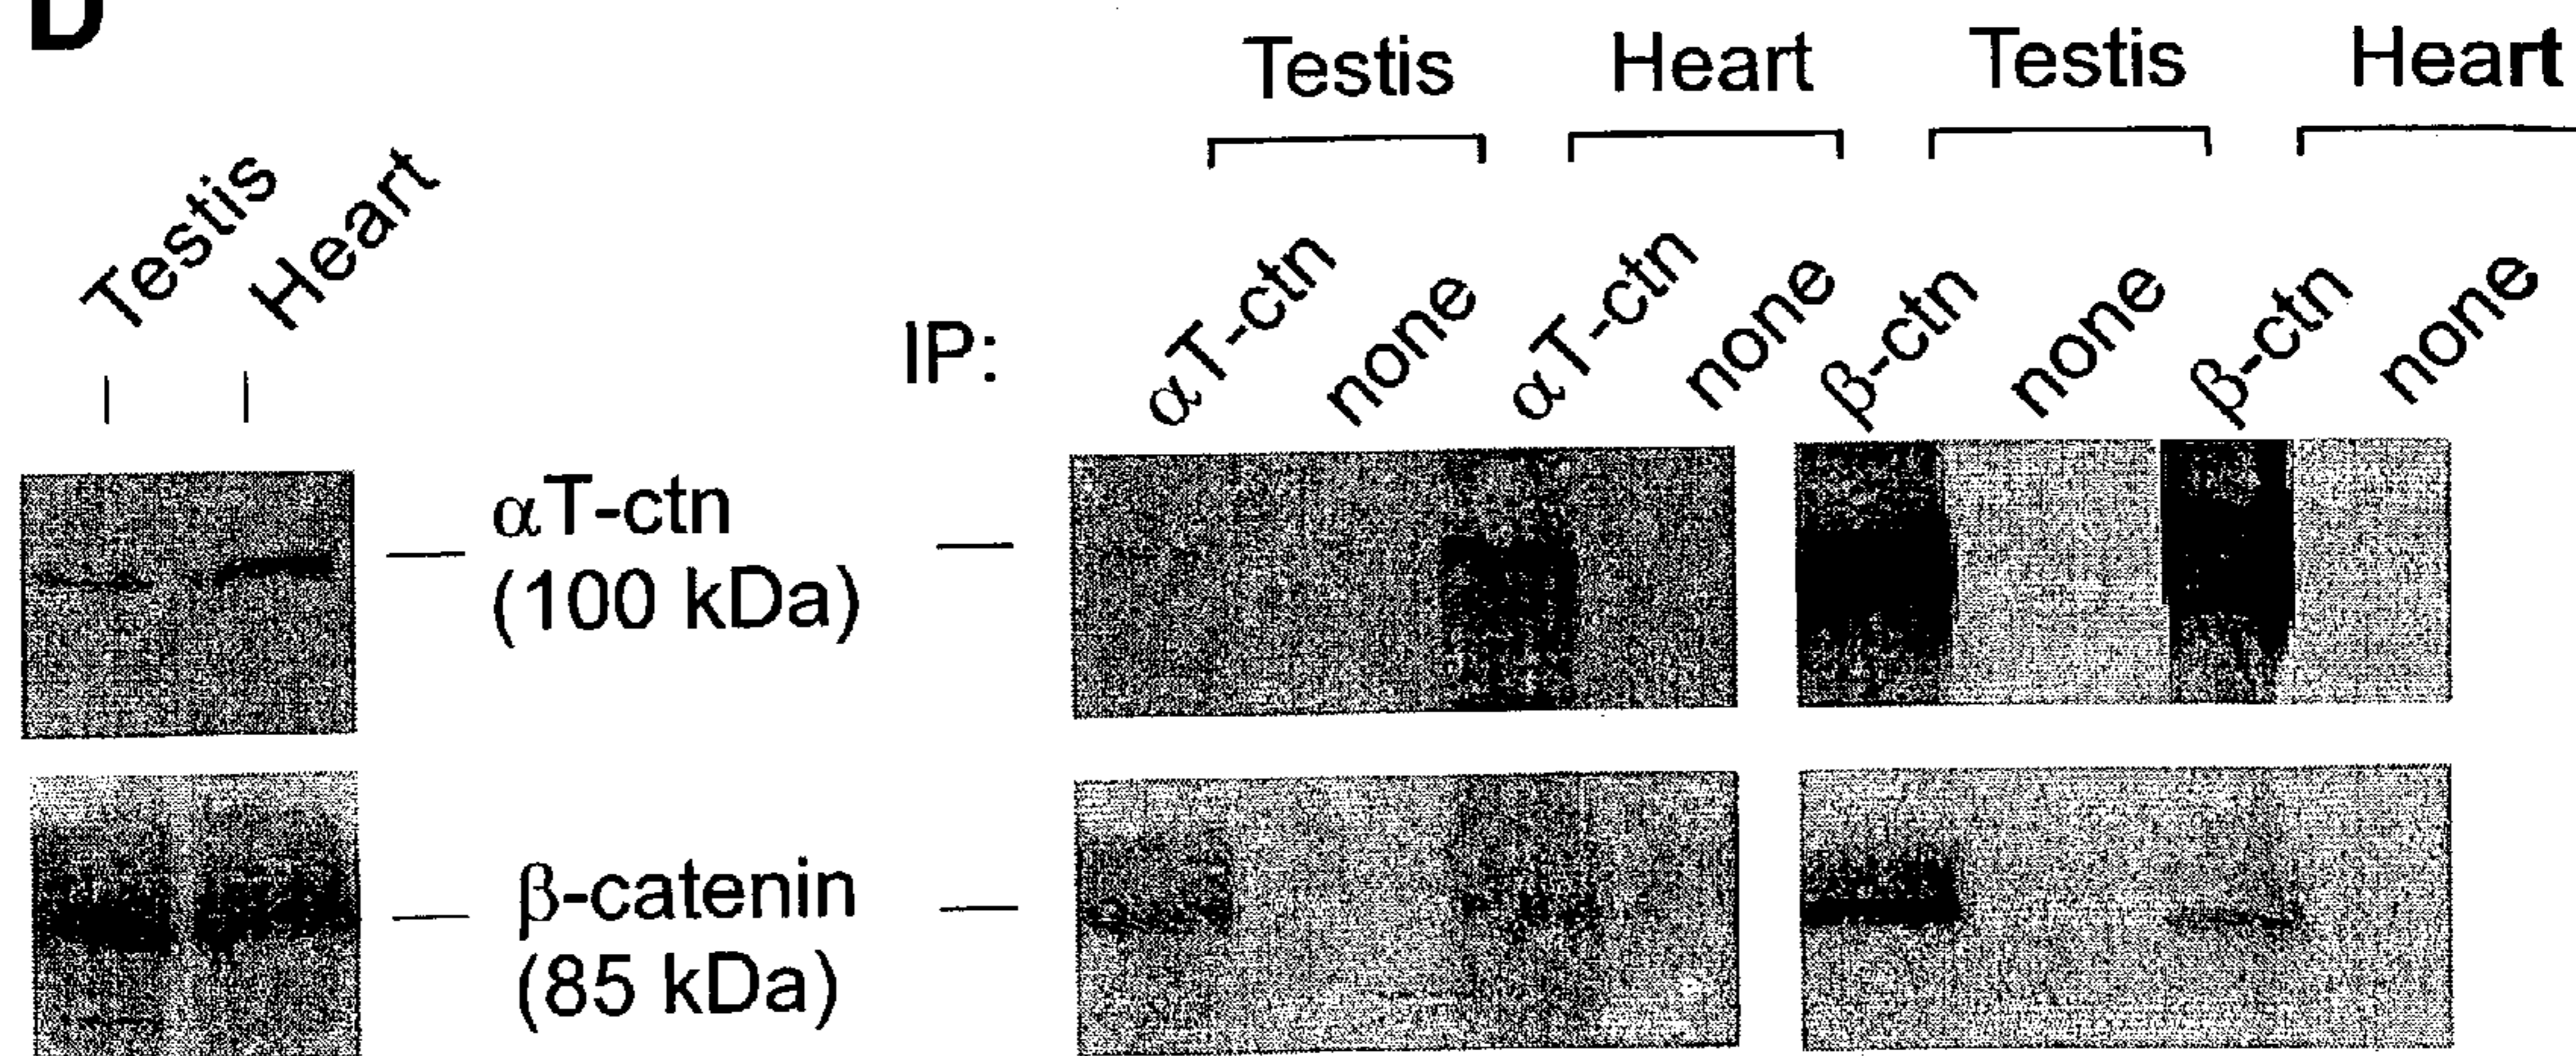 D
Testis Heart Testis Heart
Testis Heart
IP: αT-ctn none αT-ctn none β-ctn none β-ctn none
αT-ctn
(100 kDa)
β-catenin
(85 kDa)